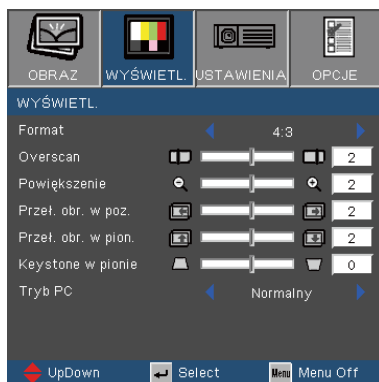 OBRAZ WYŚWIETL. USTAWIENIA OPCJE
WYŚWIETL.
Format 4:3
Overscan 2
Powiększenie 2
Przeł. obr. w poz. 2
Przeł. obr. w pion. 2
Keystone w pionie 0
Tryb PC Normalny
UpDown Select Menu Menu Off